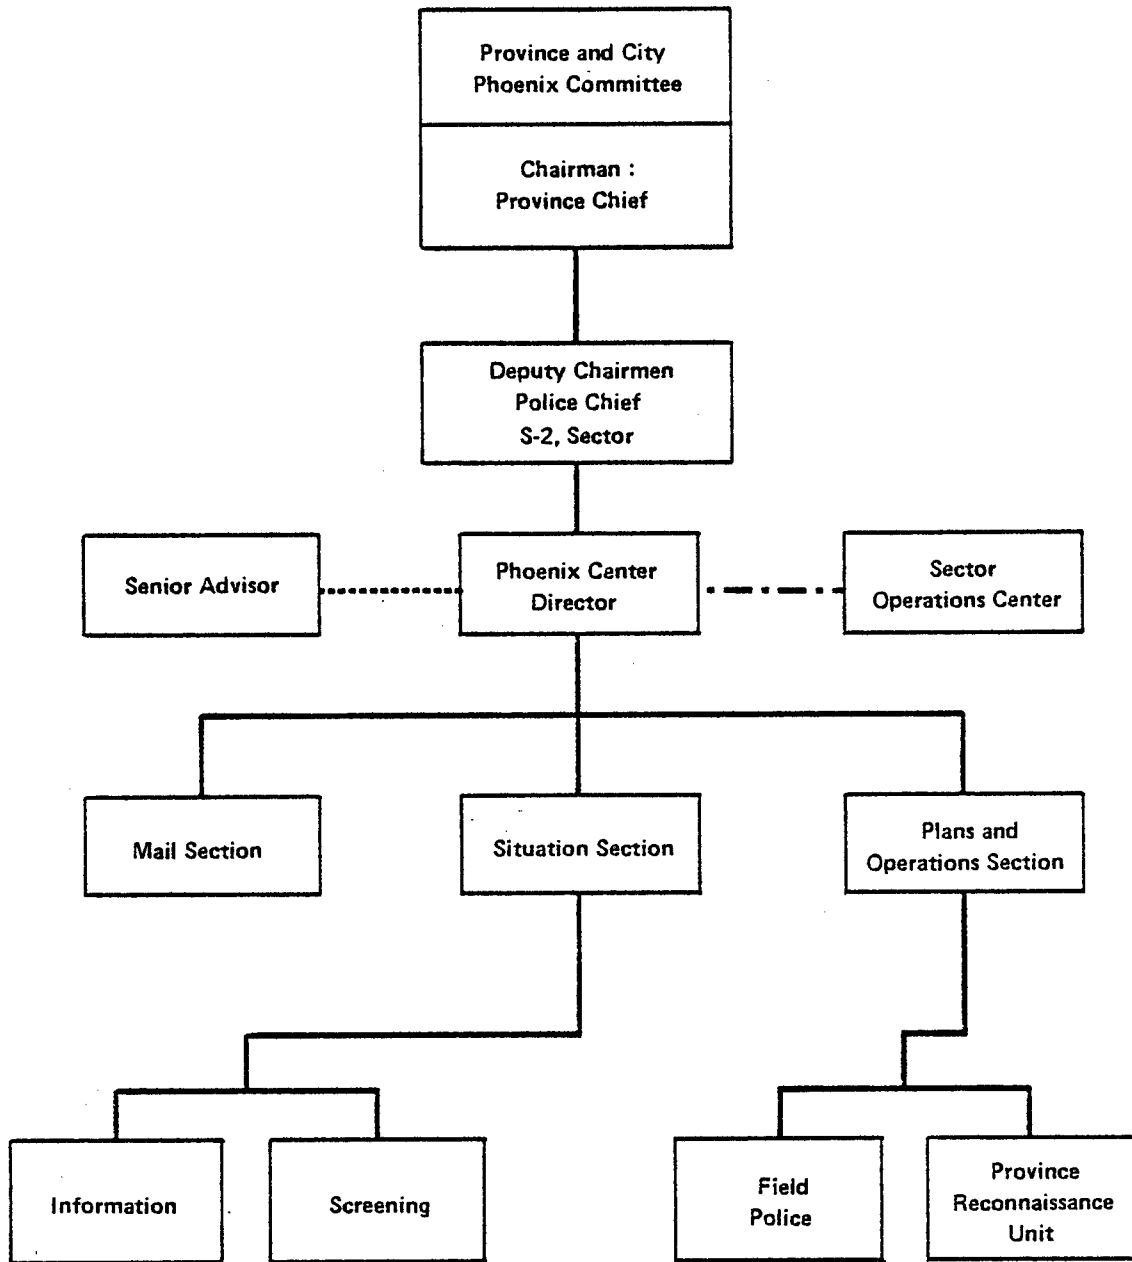 Province and City
Phoenix Committee
Chairman :
Province Chief
Deputy Chairmen
Police Chief
S-2, Sector
Senior Advisor
Phoenix Center
Director
Sector
Operations Center
Mail Section
Situation Section
Plans and
Operations Section
Information
Screening
Field
Police
Province
Reconnaissance
Unit